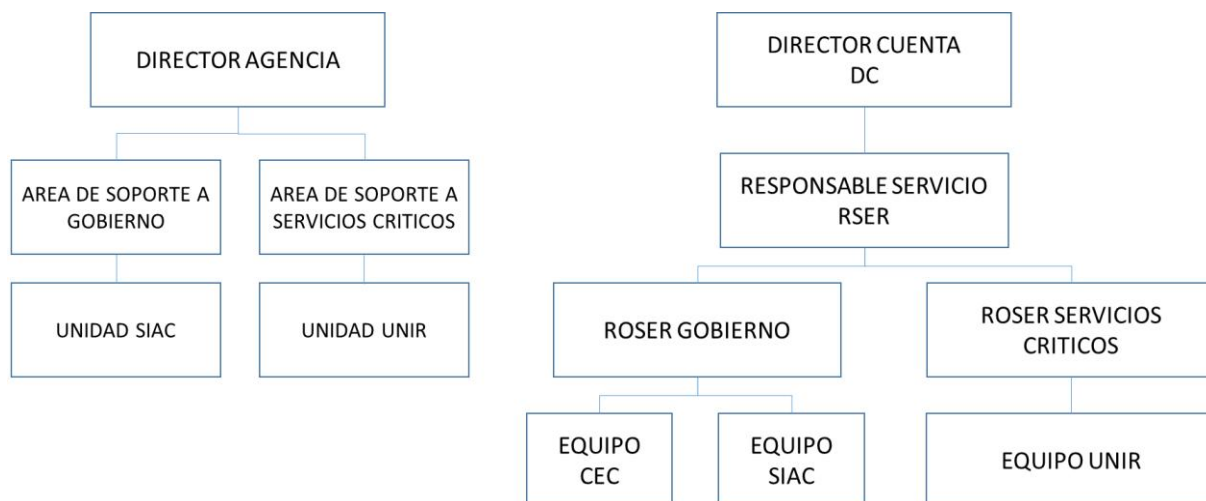 DIRECTOR AGENCIA
AREA DE SOPORTE A
GOBIERNO
AREA DE SOPORTE A
SERVICIOS CRITICOS
UNIDAD SIAC
UNIDAD UNIR
DIRECTOR CUENTA
DC
RESPONSABLE SERVICIO
RSER
ROSER GOBIERNO
ROSER SERVICIOS
CRITICOS
EQUIPO
CEC
EQUIPO
SIAC
EQUIPO UNIR